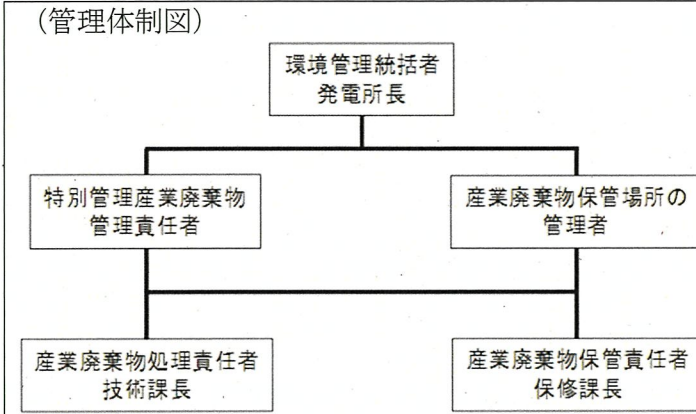 (管理体制図)
環境管理統括者
発電所長
特別管理産業廃棄物
管理責任者
産業廃棄物保管場所の
管理者
産業廃棄物処理責任者
技術課長
産業廃棄物保管責任者
保修課長